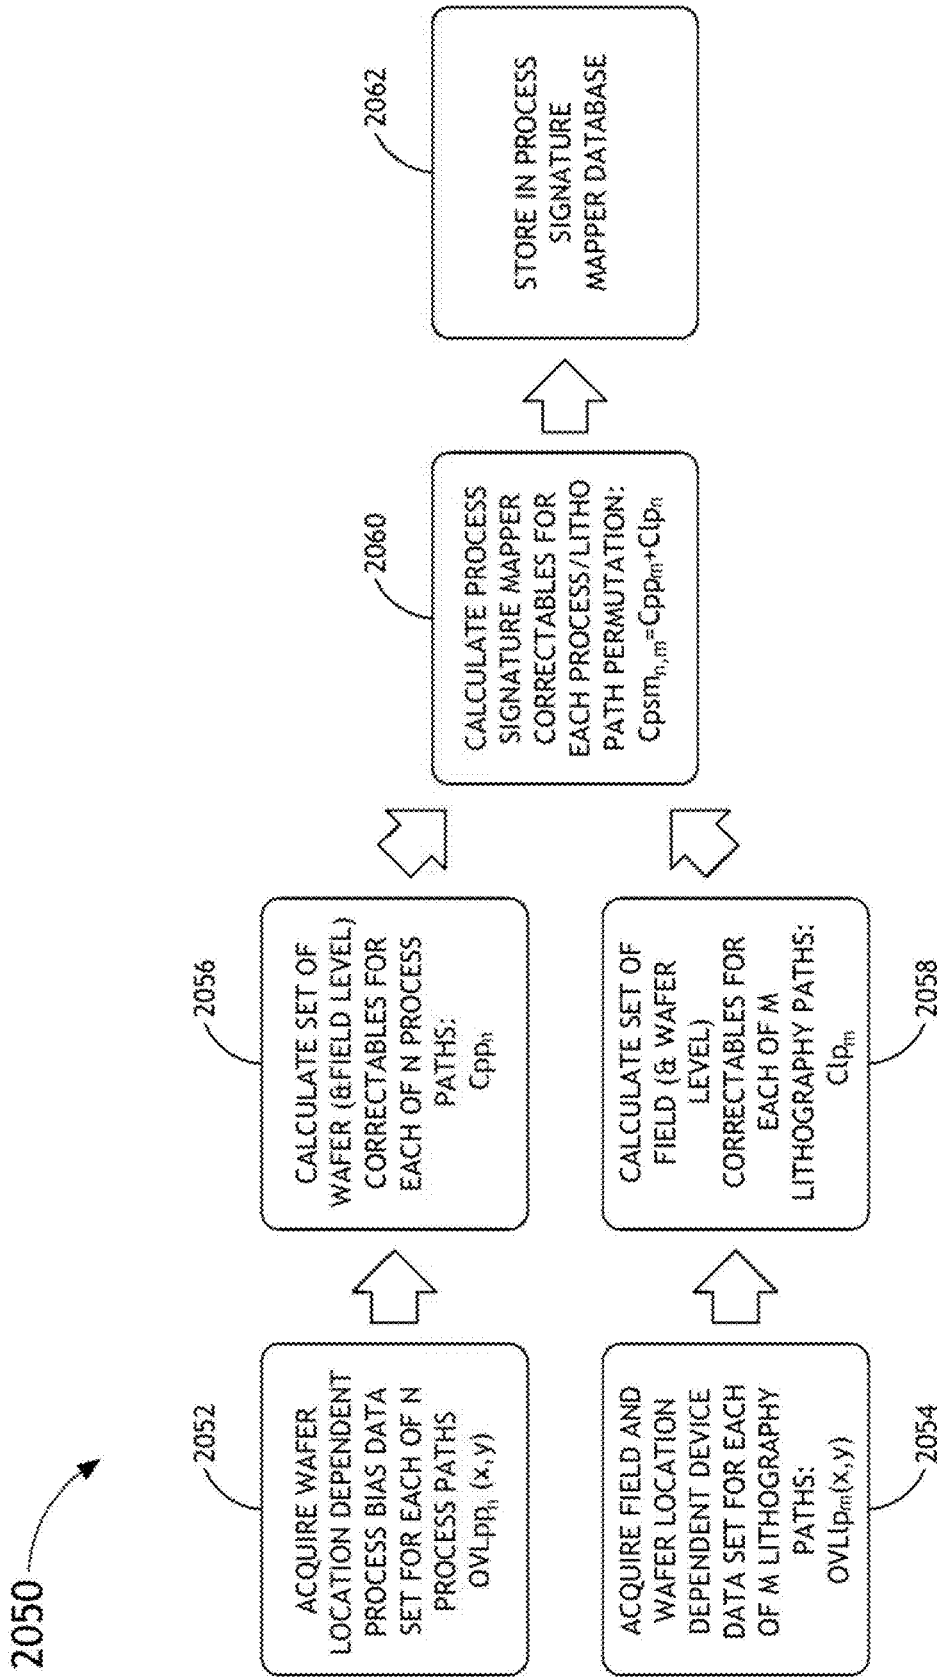 2050
2052
ACQUIRE WAFER
LOCATION DEPENDENT
PROCESS BIAS DATA
SET FOR EACH OF N
PROCESS PATHS
OVLppₙ (x,y)
2056
CALCULATE SET OF
WAFER (&FIELD LEVEL)
CORRECTABLES FOR
EACH OF N PROCESS
PATHS:
Cppₙ
2054
ACQUIRE FIELD AND
WAFER LOCATION
DEPENDENT DEVICE
DATA SET FOR EACH
OF M LITHOGRAPHY
PATHS:
OVLlpₘ(x,y)
2058
CALCULATE SET OF
FIELD (& WAFER
LEVEL)
CORRECTABLES FOR
EACH OF M
LITHOGRAPHY PATHS:
Clpₘ
2060
CALCULATE PROCESS
SIGNATURE MAPPER
CORRECTABLES FOR
EACH PROCESS/LITHO
PATH PERMUTATION:
Cpsmₙ,ₘ=Cppₘ+Clpₙ
2062
STORE IN PROCESS
SIGNATURE
MAPPER DATABASE